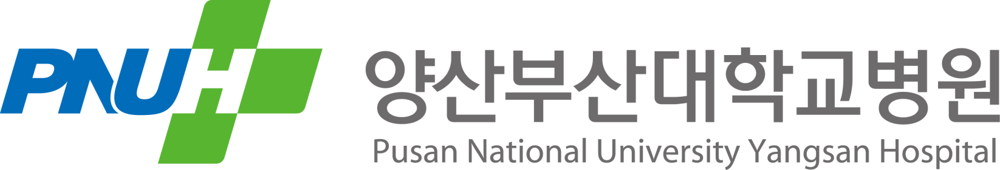 PNUH
양산부산대학교병원
Pusan National University Yangsan Hospital